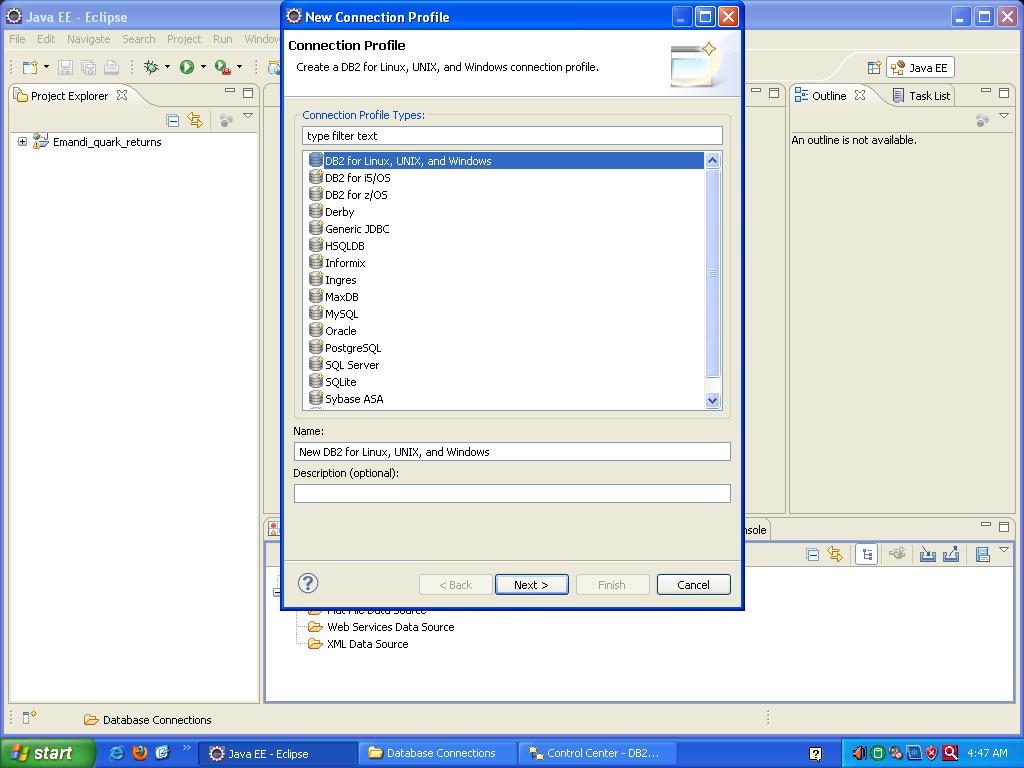 Java EE - Eclipse
New Connection Profile
File Edit Navigate Search Project Run Window
Connection Profile
Create a DB2 for Linux, UNIX, and Windows connection profile.
Java EE
Project Explorer
Outline
Task List
Emandi_quark_returns
An outline is not available.
Connection Profile Types:
type filter text
DB2 for Linux, UNIX, and Windows
DB2 for i5/OS
DB2 for z/OS
Derby
Generic JDBC
HSQLDB
Informix
Ingres
MaxDB
MySQL
Oracle
PostgreSQL
SQL Server
SQLite
Sybase ASA
Name:
New DB2 for Linux, UNIX, and Windows
Description (optional):
nsole
? < Back Next > Finish Cancel
Flat File Data Source
Web Services Data Source
XML Data Source
Database Connections
start
Java EE - Eclipse
Database Connections
Control Center - DB2...
4:47 AM